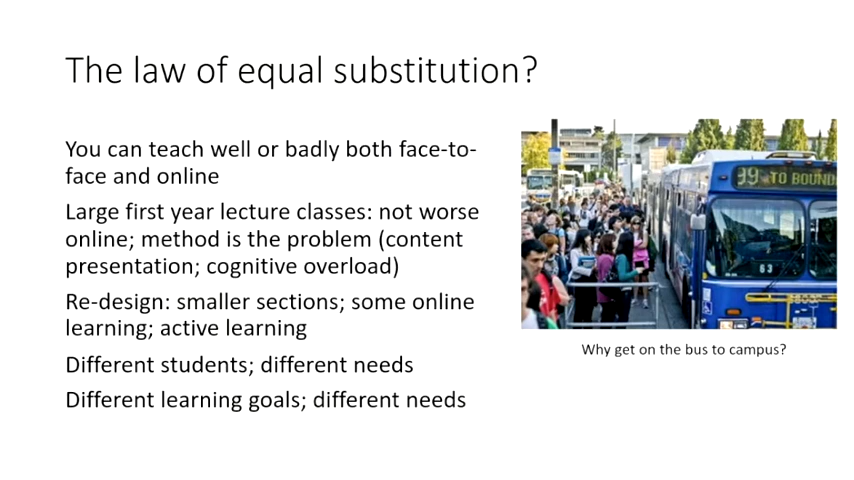 The law of equal substitution?
You can teach well or badly both face-to-
face and online
Large first year lecture classes: not worse
online; method is the problem (content
presentation; cognitive overload)
Re-design: smaller sections; some online
learning; active learning
Different students; different needs
Different learning goals; different needs
99 TO BOUND
Why get on the bus to campus?